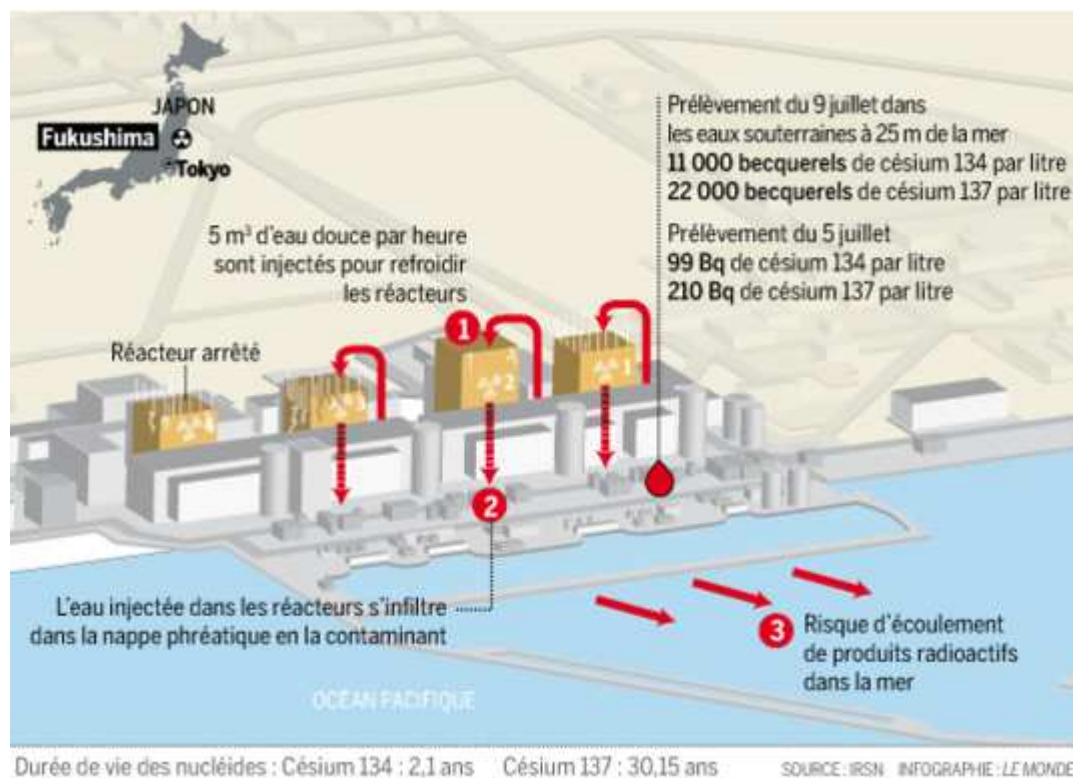 JAPON
Fukushima
Tokyo
Prélèvement du 9 juillet dans
les eaux souterraines à 25 m de la mer
11 000 becquerels de césium 134 par litre
22 000 becquerels de césium 137 par litre
Prélèvement du 5 juillet
99 Bq de césium 134 par litre
210 Bq de césium 137 par litre
5 m³ d'eau douce par heure
sont injectés pour refroidir
les réacteurs
1
Réacteur arrêté
4
3
2
1
2
L'eau injectée dans les réacteurs s'infiltre
dans la nappe phréatique en la contaminant
3 Risque d'écoulement
de produits radioactifs
dans la mer
OCÉAN PACIFIQUE
Durée de vie des nucléides : Césium 134 : 2,1 ans Césium 137 : 30,15 ans
SOURCE : IRSN INFOGRAPHIE : LE MONDE